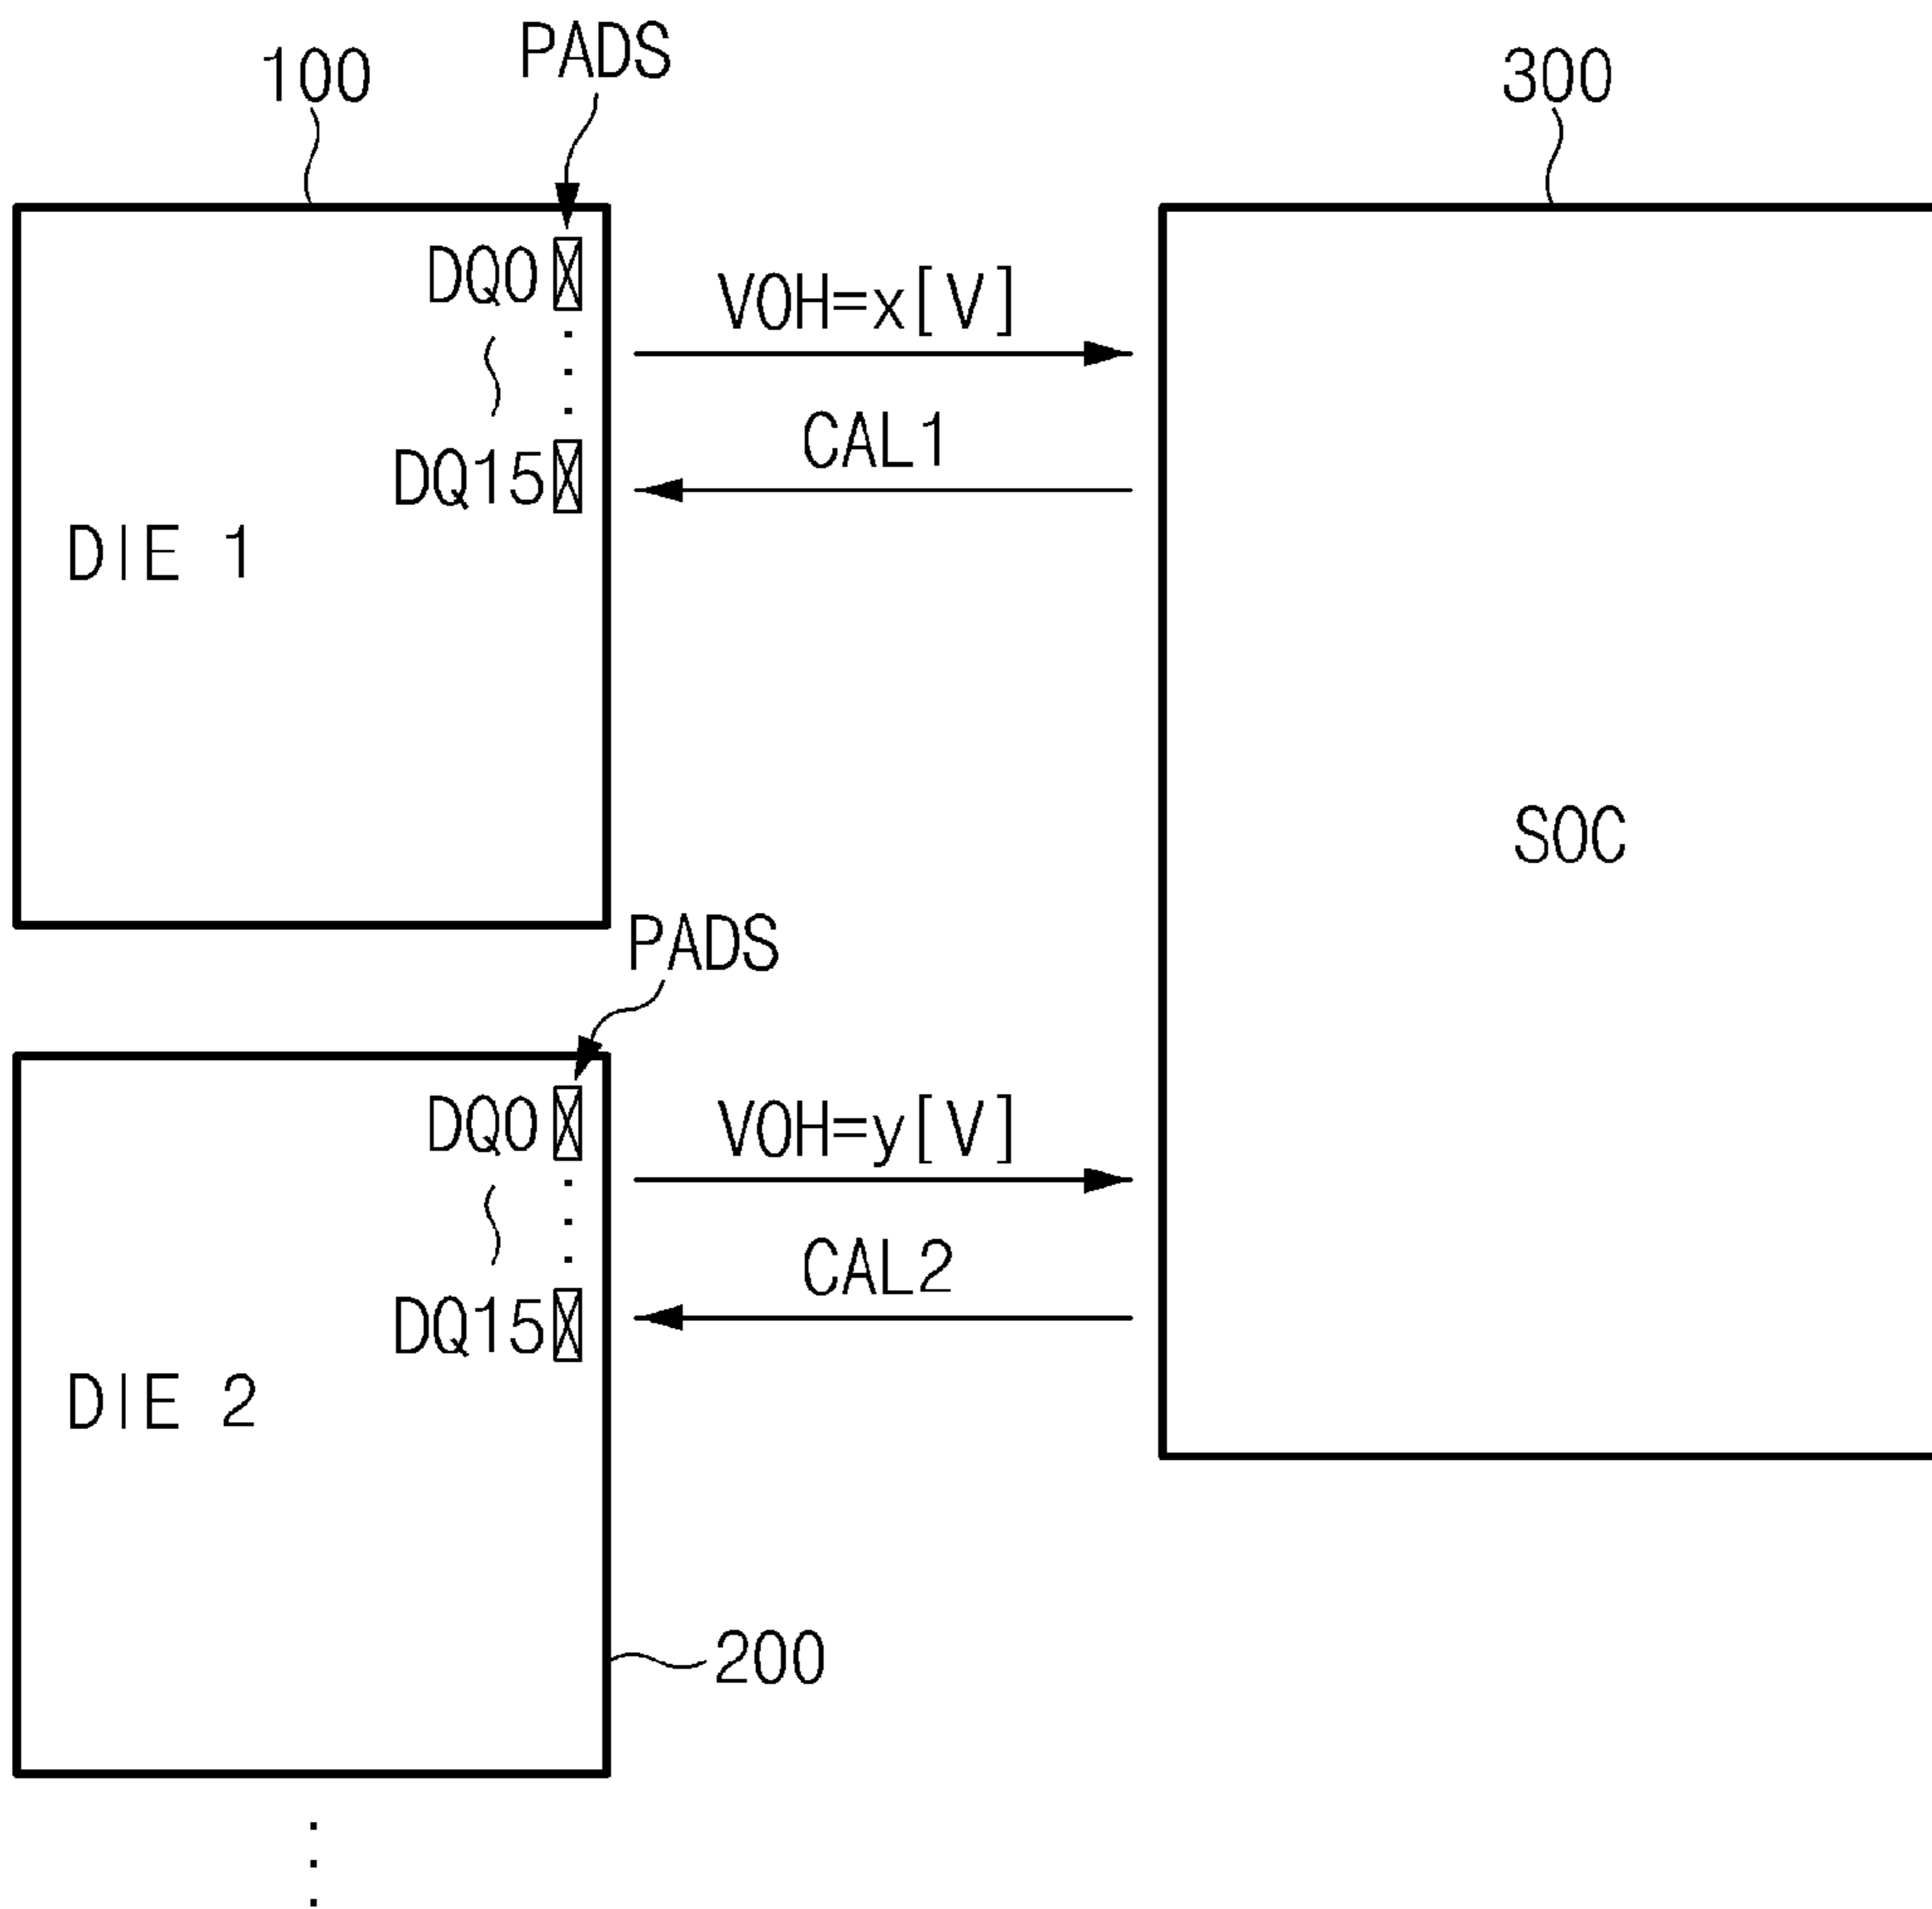 PADS
100
300
DQ0
VOH=x[V]
CAL1
DQ15
DIE 1
SOC
PADS
DQ0
VOH=y[V]
CAL2
DQ15
DIE 2
200